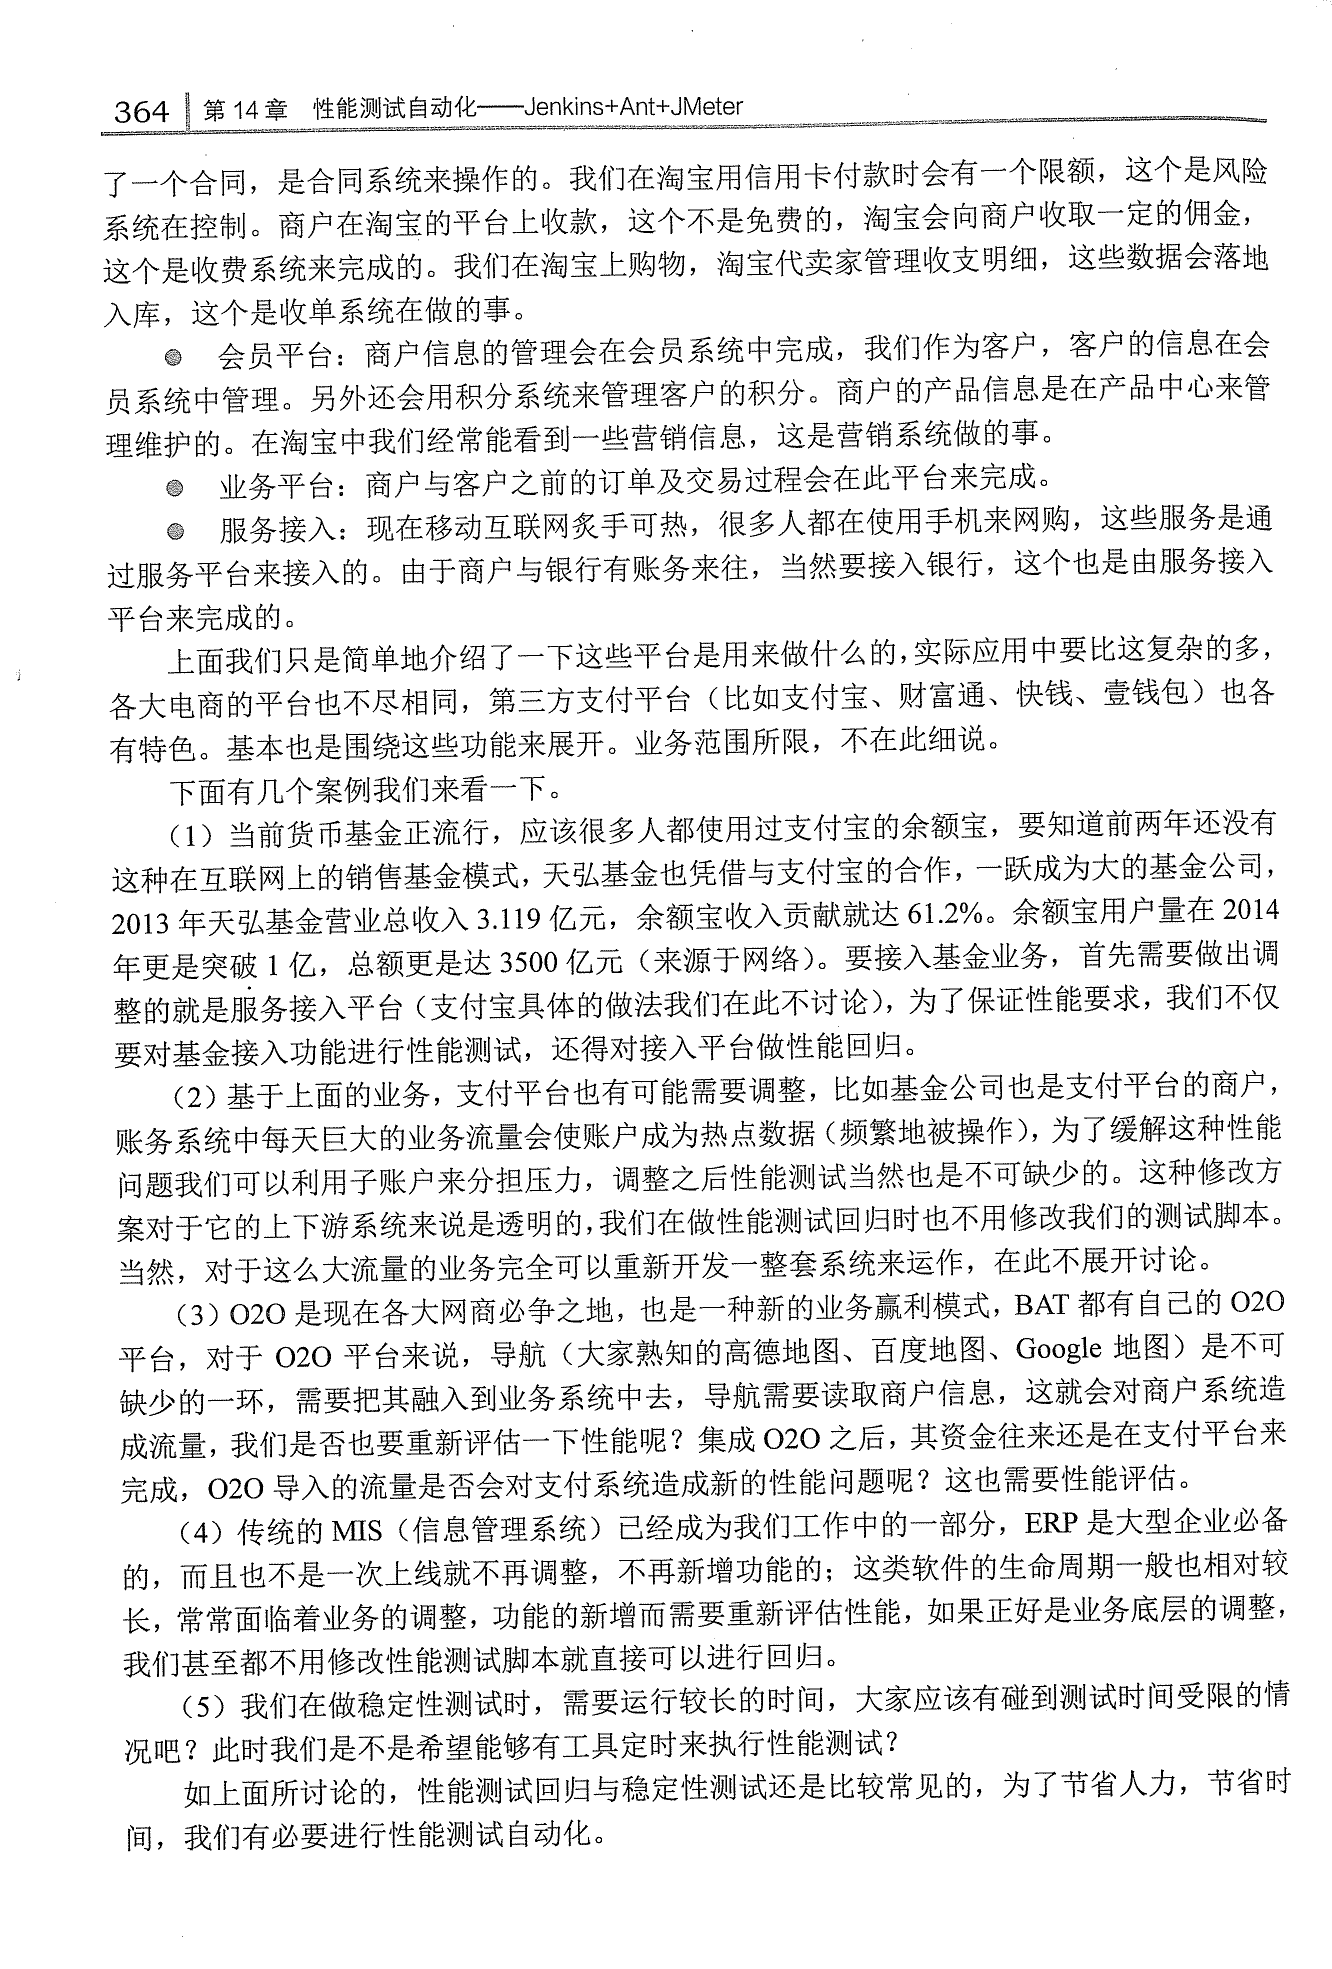 364 第 14 章 性能测试自动化——Jenkins+Ant+JMeter
了一个合同，是合同系统来操作的。我们在淘宝用信用卡付款时会有一个限额，这个是风险
系统在控制。商户在淘宝的平台上收款，这个不是免费的，淘宝会向商户收取一定的佣金，
这个是收费系统来完成的。我们在淘宝上购物，淘宝代卖家管理收支明细，这些数据会落地
入库，这个是收单系统在做的事。
● 会员平台：商户信息的管理会在会员系统中完成，我们作为客户，客户的信息在会
员系统中管理。另外还会用积分系统来管理客户的积分。商户的产品信息是在产品中心来管
理维护的。在淘宝中我们经常能看到一些营销信息，这是营销系统做的事。
● 业务平台：商户与客户之前的订单及交易过程会在此平台来完成。
● 服务接入：现在移动互联网炙手可热，很多人都在使用手机来网购，这些服务是通
过服务平台来接入的。由于商户与银行有账务来往，当然要接入银行，这个也是由服务接入
平台来完成的。
上面我们只是简单地介绍了一下这些平台是用来做什么的，实际应用中要比这复杂的多，
各大电商的平台也不尽相同，第三方支付平台（比如支付宝、财富通、快钱、壹钱包）也各
有特色。基本也是围绕这些功能来展开。业务范围所限，不在此细说。
下面有几个案例我们来看一下。
（1）当前货币基金正流行，应该很多人都使用过支付宝的余额宝，要知道前两年还没有
这种在互联网上的销售基金模式，天弘基金也凭借与支付宝的合作，一跃成为大的基金公司，
2013 年天弘基金营业总收入 3.119 亿元，余额宝收入贡献就达 61.2%。余额宝用户量在 2014
年更是突破 1 亿，总额更是达 3500 亿元（来源于网络）。要接入基金业务，首先需要做出调
整的就是服务接入平台（支付宝具体的做法我们在此不讨论），为了保证性能要求，我们不仅
要对基金接入功能进行性能测试，还得对接入平台做性能回归。
（2）基于上面的业务，支付平台也有可能需要调整，比如基金公司也是支付平台的商户，
账务系统中每天巨大的业务流量会使账户成为热点数据（频繁地被操作），为了缓解这种性能
问题我们可以利用子账户来分担压力，调整之后性能测试当然也是不可缺少的。这种修改方
案对于它的上下游系统来说是透明的，我们在做性能测试回归时也不用修改我们的测试脚本。
当然，对于这么大流量的业务完全可以重新开发一整套系统来运作，在此不展开讨论。
（3）O2O 是现在各大网商必争之地，也是一种新的业务赢利模式，BAT 都有自己的 O2O
平台，对于 O2O 平台来说，导航（大家熟知的高德地图、百度地图、Google 地图）是不可
缺少的一环，需要把其融入到业务系统中去，导航需要读取商户信息，这就会对商户系统造
成流量，我们是否也要重新评估一下性能呢？集成 O2O 之后，其资金往来还是在支付平台来
完成，O2O 导入的流量是否会对支付系统造成新的性能问题呢？这也需要性能评估。
（4）传统的 MIS（信息管理系统）已经成为我们工作中的一部分，ERP 是大型企业必备
的，而且也不是一次上线就不再调整，不再新增功能的；这类软件的生命周期一般也相对较
长，常常面临着业务的调整，功能的新增而需要重新评估性能，如果正好是业务底层的调整，
我们甚至都不用修改性能测试脚本就直接可以进行回归。
（5）我们在做稳定性测试时，需要运行较长的时间，大家应该有碰到测试时间受限的情
况吧？此时我们是不是希望能够有工具定时来执行性能测试？
如上面所讨论的，性能测试回归与稳定性测试还是比较常见的，为了节省人力，节省时
间，我们有必要进行性能测试自动化。